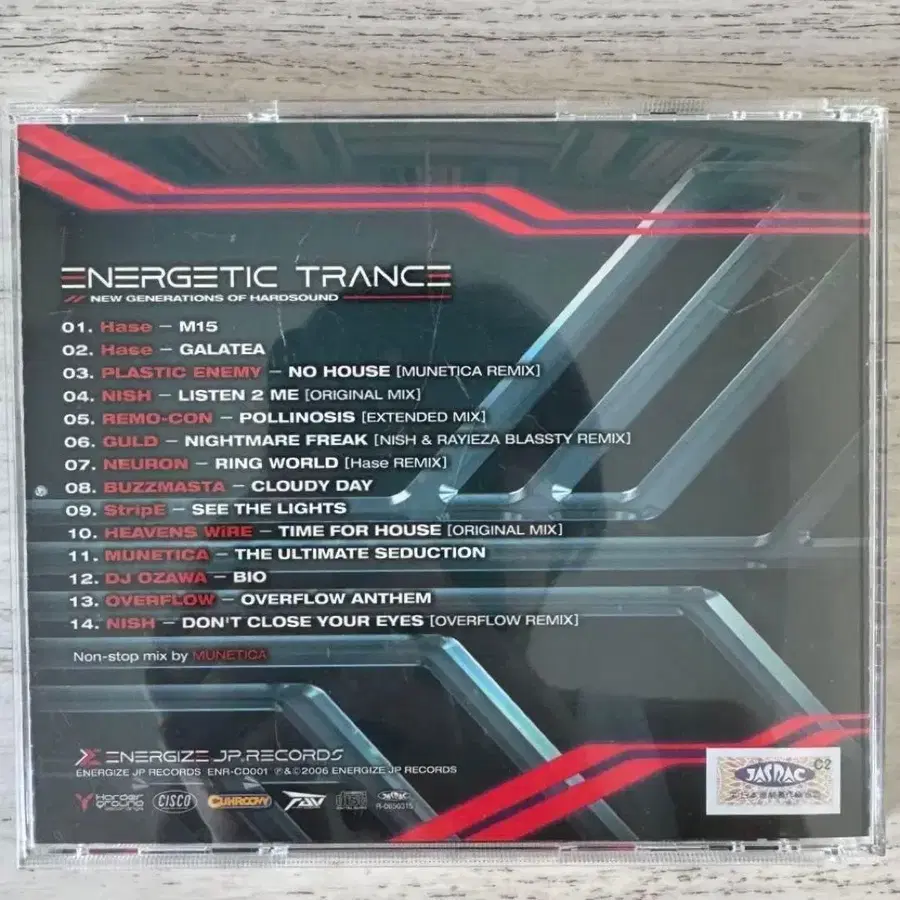 ENERGETIC TRANCE
// NEW GENERATIONS OF HARDSOUND
01. Hase – M15
02. Hase – GALATEA
03. PLASTIC ENEMY – NO HOUSE [MUNETICA REMIX]
04. NISH – LISTEN 2 ME [ORIGINAL MIX]
05. REMO-CON – POLLINOSIS [EXTENDED MIX]
06. GULD – NIGHTMARE FREAK [NISH & RAYIEZA BLASSTY REMIX]
07. NEURON – RING WORLD [Hase REMIX]
08. BUZZMASTA – CLOUDY DAY
09. StripE – SEE THE LIGHTS
10. HEAVENS WiRE – TIME FOR HOUSE [ORIGINAL MIX]
11. MUNETICA – THE ULTIMATE SEDUCTION
12. DJ OZAWA – BIO
13. OVERFLOW – OVERFLOW ANTHEM
14. NISH – DON'T CLOSE YOUR EYES [OVERFLOW REMIX]
Non-stop mix by MUNETICA
ENERGIZE JP.RECORDS
ENERGIZE JP RECORDS ENR-CD001 ℗&©2006 ENERGIZE JP RECORDS
Harder ground
CISCO
GUHROOVY
JASRAC
JASRAC
C2